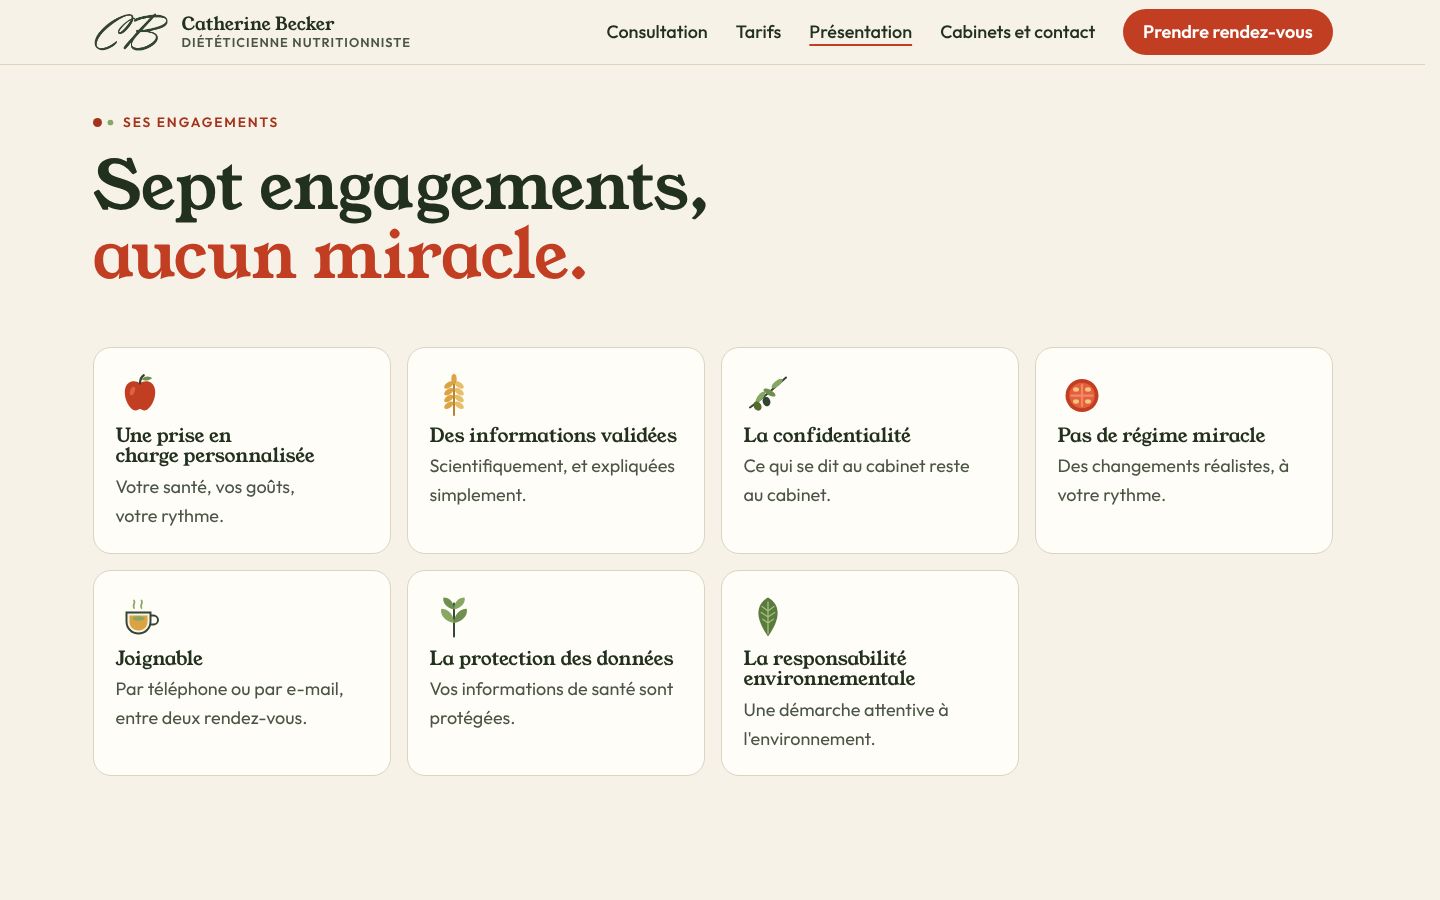 CB
Catherine Becker
DIÉTÉTICIENNE NUTRITIONNISTE
Consultation
Tarifs
Présentation
Cabinets et contact
Prendre rendez-vous
SES ENGAGEMENTS
Sept engagements,
aucun miracle.
Une prise en
charge personnalisée
Votre santé, vos goûts,
votre rythme.
Des informations validées
Scientifiquement, et expliquées
simplement.
La confidentialité
Ce qui se dit au cabinet reste
au cabinet.
Pas de régime miracle
Des changements réalistes, à
votre rythme.
Joignable
Par téléphone ou par e-mail,
entre deux rendez-vous.
La protection des données
Vos informations de santé sont
protégées.
La responsabilité
environnementale
Une démarche attentive à
l'environnement.